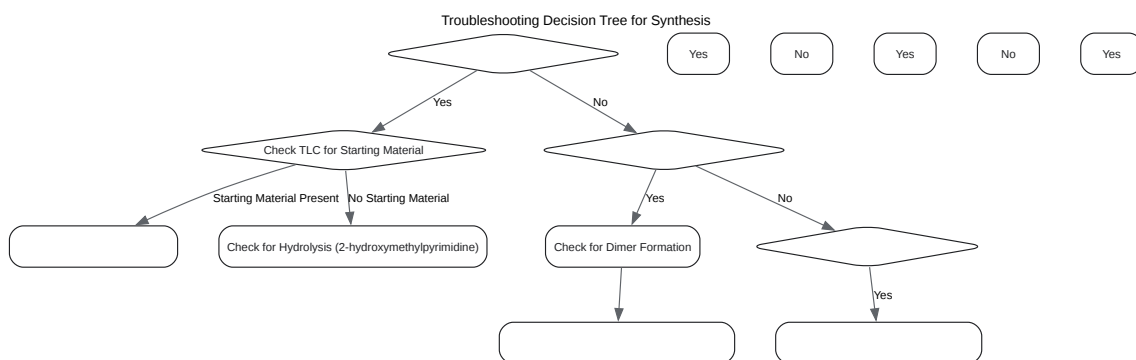 Troubleshooting Decision Tree for Synthesis
Yes
No
Yes
No
Yes
Yes
No
Check TLC for Starting Material
Starting Material Present
No Starting Material
Yes
No
Check for Hydrolysis (2-hydroxymethylpyrimidine)
Check for Dimer Formation
Yes